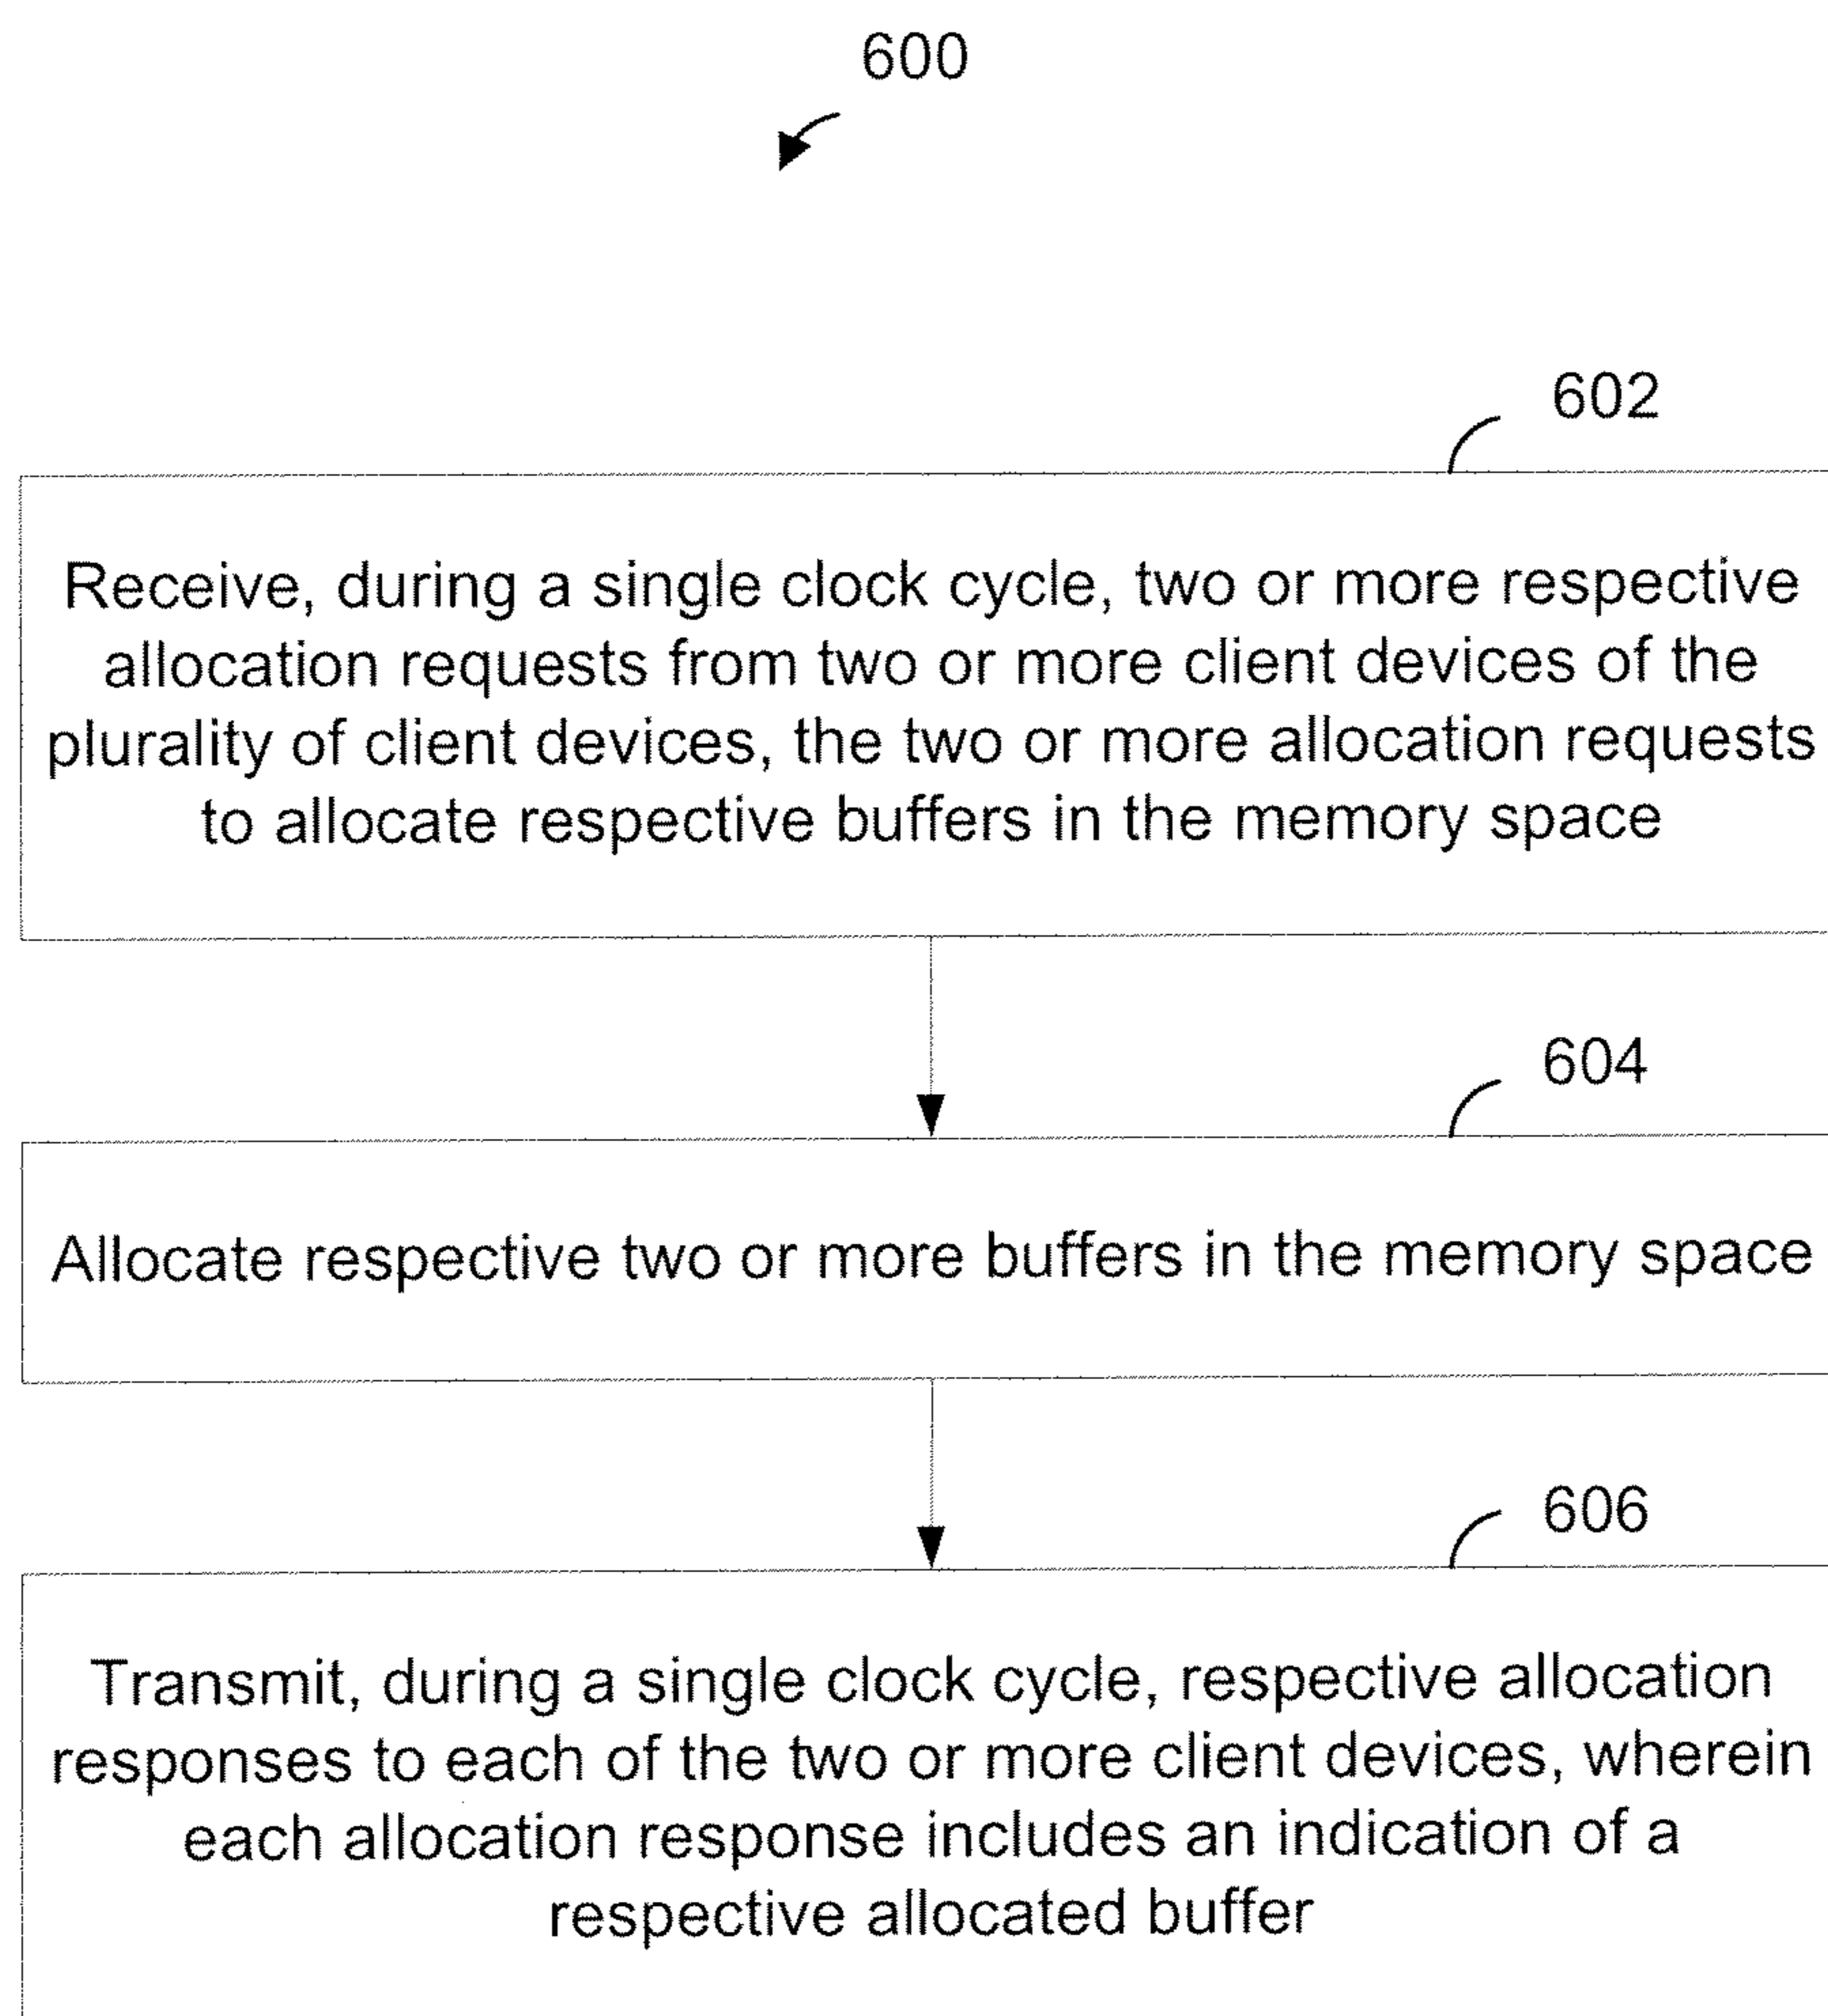 600
602
Receive, during a single clock cycle, two or more respective
allocation requests from two or more client devices of the
plurality of client devices, the two or more allocation requests
to allocate respective buffers in the memory space
604
Allocate respective two or more buffers in the memory space
606
Transmit, during a single clock cycle, respective allocation
responses to each of the two or more client devices, wherein
each allocation response includes an indication of a
respective allocated buffer